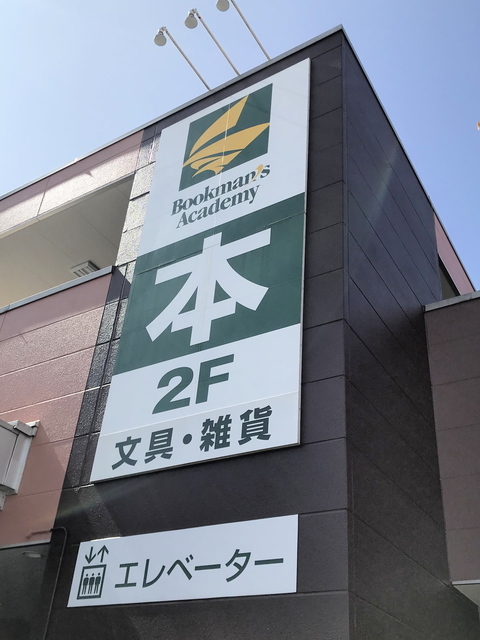 Bookman's
Academy
本
2F
文具・雑貨
エレベーター